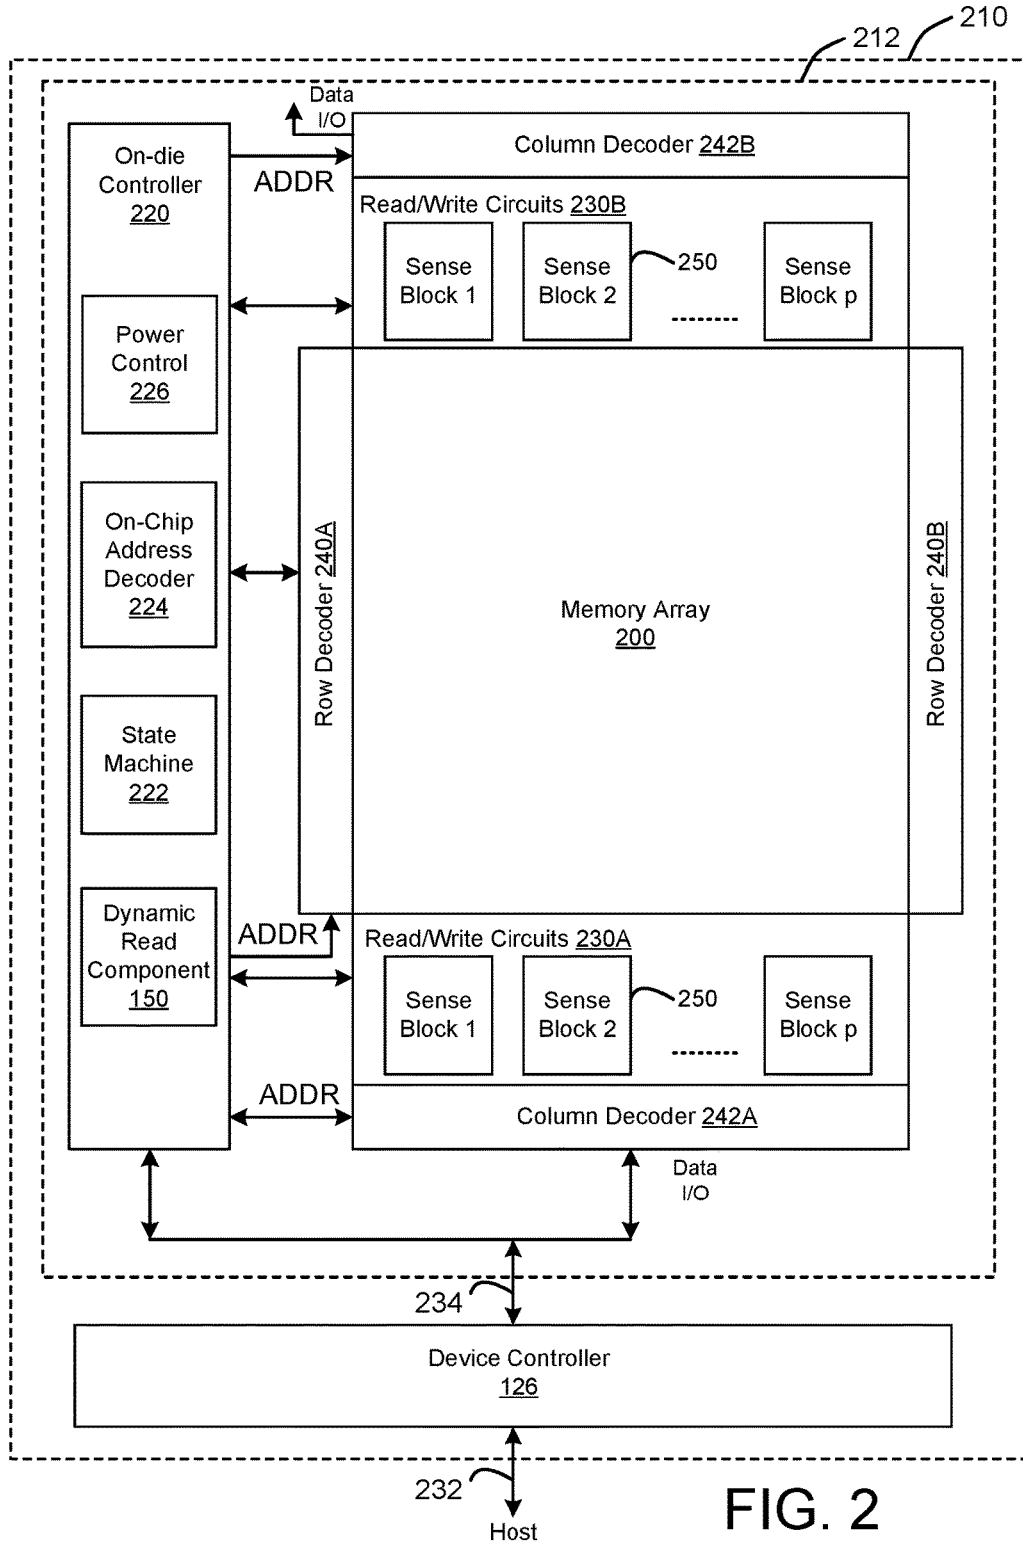 210
212
Data
I/O
On-die
Controller
220
ADDR
Column Decoder 242B
Read/Write Circuits 230B
Sense
Block 1
Sense
Block 2
250
Sense
Block p
Power
Control
226
On-Chip
Address
Decoder
224
Row Decoder 240A
Memory Array
200
Row Decoder 240B
State
Machine
222
Dynamic
Read
Component
150
ADDR
Read/Write Circuits 230A
Sense
Block 1
Sense
Block 2
250
Sense
Block p
ADDR
Column Decoder 242A
Data
I/O
234
Device Controller
126
232
Host
FIG. 2